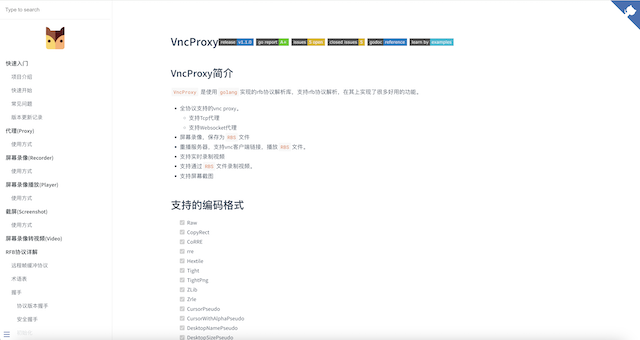 Type to search
快速入门
项目介绍
快速开始
常见问题
版本更新记录
代理(Proxy)
使用方式
屏幕录像(Recorder)
使用方式
屏幕录像播放(Player)
使用方式
截屏(Screenshot)
使用方式
屏幕录像转视频(Video)
使用方式
RFB协议详解
远程帧缓冲协议
术语表
握手
协议版本握手
安全握手
VncProxy release v1.1.0 go report A+ issues 5 open closed issues 5 godoc reference learn by examples
VncProxy简介
VncProxy 是使用 golang 实现的rfb协议解析库，支持rfb协议解析，在其上实现了很多好用的功能。
全协议支持的vnc proxy。
支持Tcp代理
支持Websocket代理
屏幕录像，保存为 RBS 文件
重播服务器，支持vnc客户端链接，播放 RBS 文件。
支持实时录制视频
支持通过 RBS 文件录制视频。
支持屏幕截图
支持的编码格式
Raw
CopyRect
CoRRE
rre
Hextile
Tight
TightPng
ZLib
Zrle
CursorPseudo
CursorWithAlphaPseudo
DesktopNamePseudo
DesktopSizePseudo